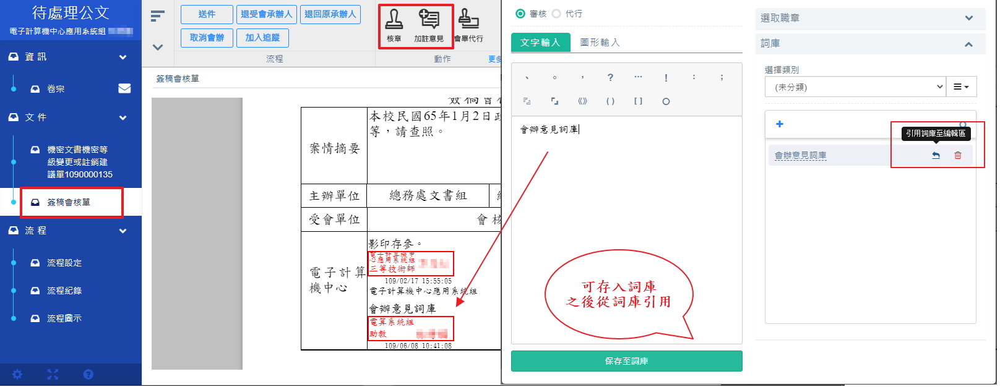 待處理公文
電子計算機中心應用系統組
資訊
卷宗
文件
機密文書機密等
級變更或註銷建
議單1090000135
簽稿會核單
流程
流程設定
流程紀錄
流程圖示
送件
退受會承辦人
退回原承辦人
取消會辦
加入追蹤
流程
核章
加註意見
會畢代行
動作
更多
簽稿會核單
案情摘要
本校民國65年1月2日政
等，請查照。
主辦單位
總務處文書組
受會單位
會核
電子計算
機中心
影印存參。
電子計算機中
心應用系統組
三等技術師
109/02/17 15:55:05
電子計算機中心應用系統組
會辦意見詞庫
電算系統組
助教
109/06/08 10:41:08
審核
代行
文字輸入
圖形輸入
、 。 , ? … ! : ;
『』 「」 《》 ( ) [ ] ○
會辦意見詞庫
可存入詞庫
之後從詞庫引用
保存至詞庫
選取職章
詞庫
選擇類別
(未分類)
引用詞庫至編輯區
會辦意見詞庫